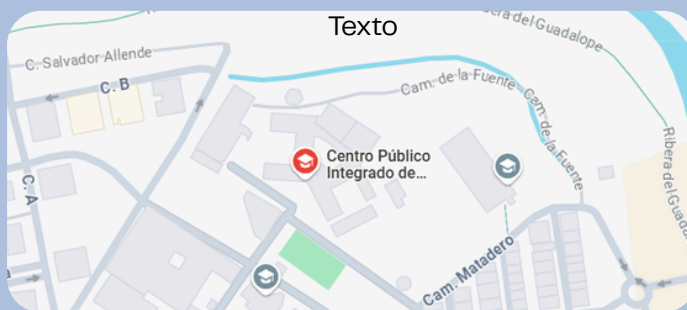 Texto
Ribera del Guadalope
C. Salvador Allende
C. B
Cam. de la Fuente
Cam. de la Fuente
Centro Público
Integrado de...
Ribera del Guada
C. A
Cam. Matadero